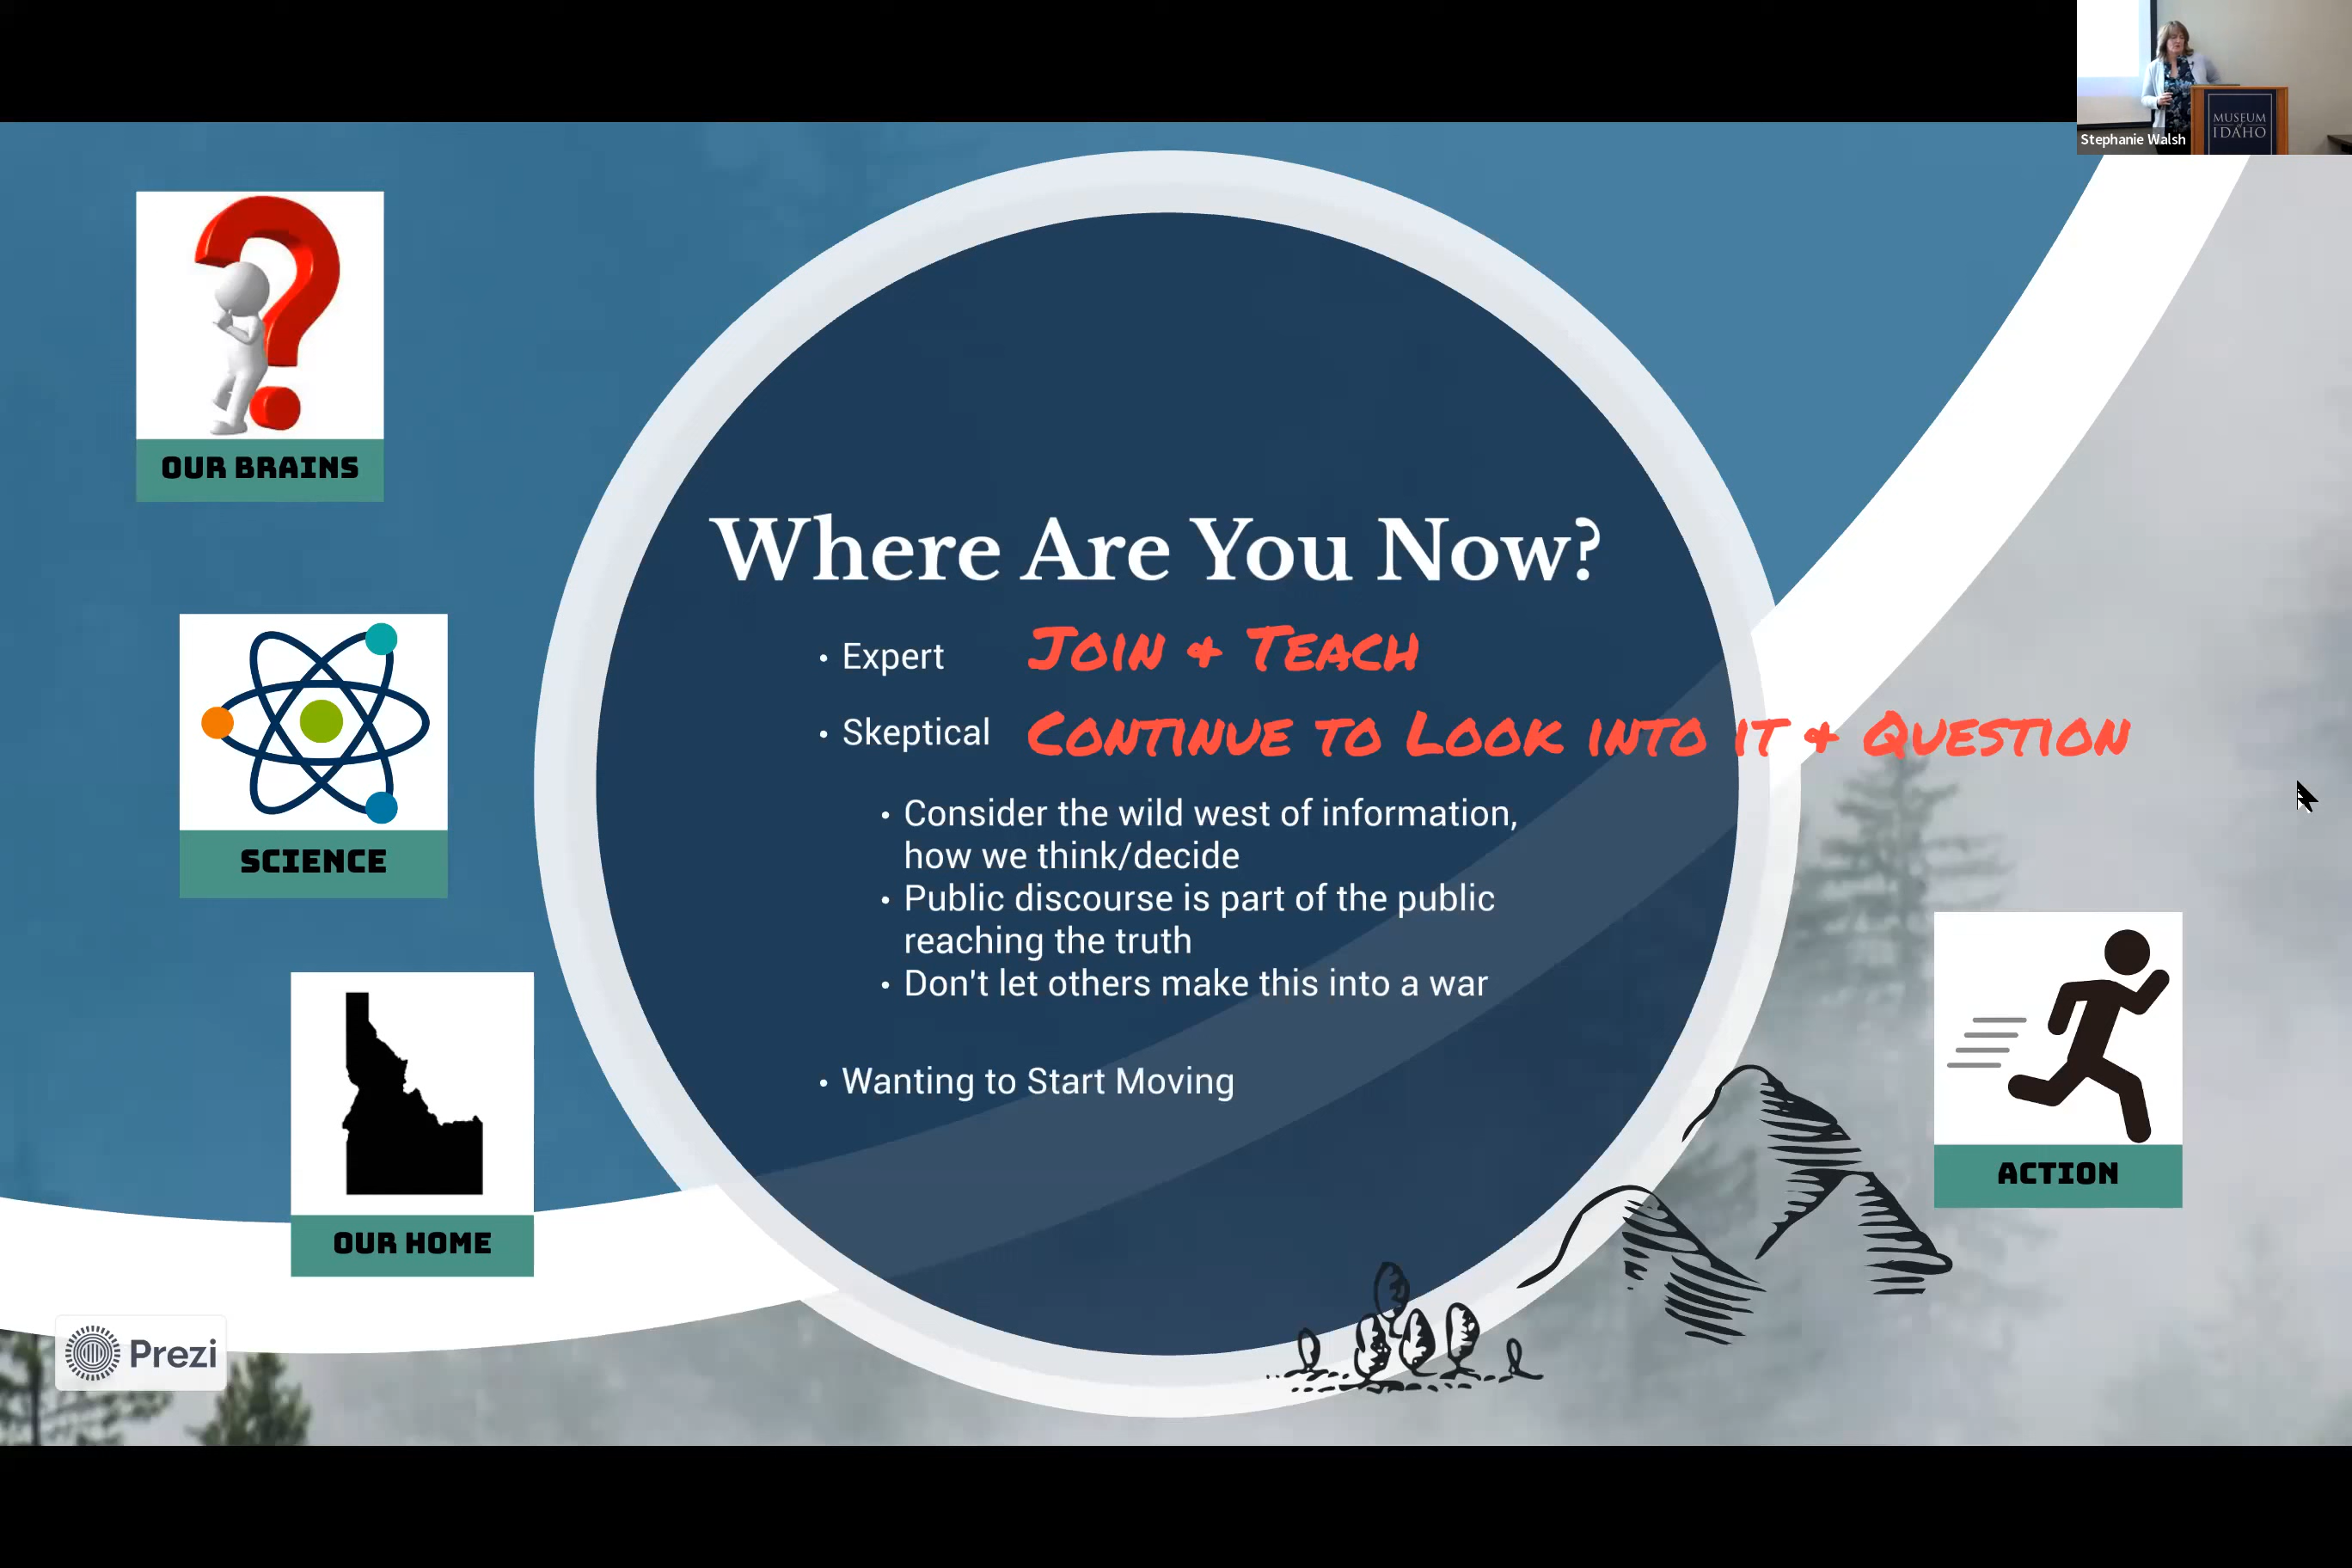 Stephanie Walsh
MUSEUM
of
IDAHO
OUR BRAINS
SCIENCE
OUR HOME
Where Are You Now?
• Expert JOIN & TEACH
• Skeptical CONTINUE TO LOOK INTO IT & QUESTION
• Consider the wild west of information,
how we think/decide
• Public discourse is part of the public
reaching the truth
• Don't let others make this into a war
• Wanting to Start Moving
ACTION
Prezi